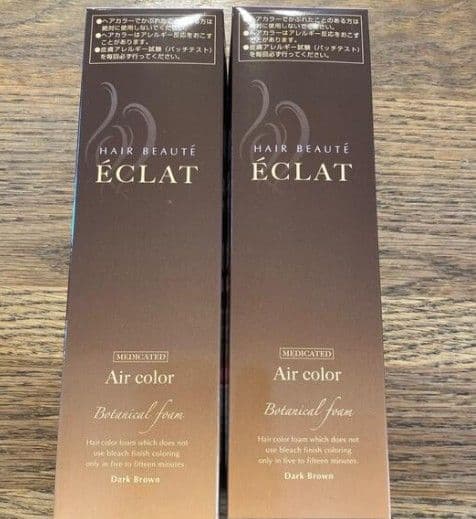 ●ヘアカラーでかぶれたことのある方は
絶対に使用しないでください。
●ヘアカラーはアレルギー反応をおこす
ことがあります。
●皮膚アレルギー試験（パッチテスト）
を毎回必ず行ってください。
HAIR BEAUTÉ
ÉCLAT
MEDICATED
Air color
Botanical foam
Hair color foam which does not
use bleach finish coloring
only in five to fifteen minutes.
Dark Brown
●ヘアカラーでかぶれたことのある方は
絶対に使用しないでください。
●ヘアカラーはアレルギー反応をおこす
ことがあります。
●皮膚アレルギー試験（パッチテスト）
を毎回必ず行ってください。
HAIR BEAUTÉ
ÉCLAT
MEDICATED
Air color
Botanical foam
Hair color foam which does not
use bleach finish coloring
only in five to fifteen minutes.
Dark Brown